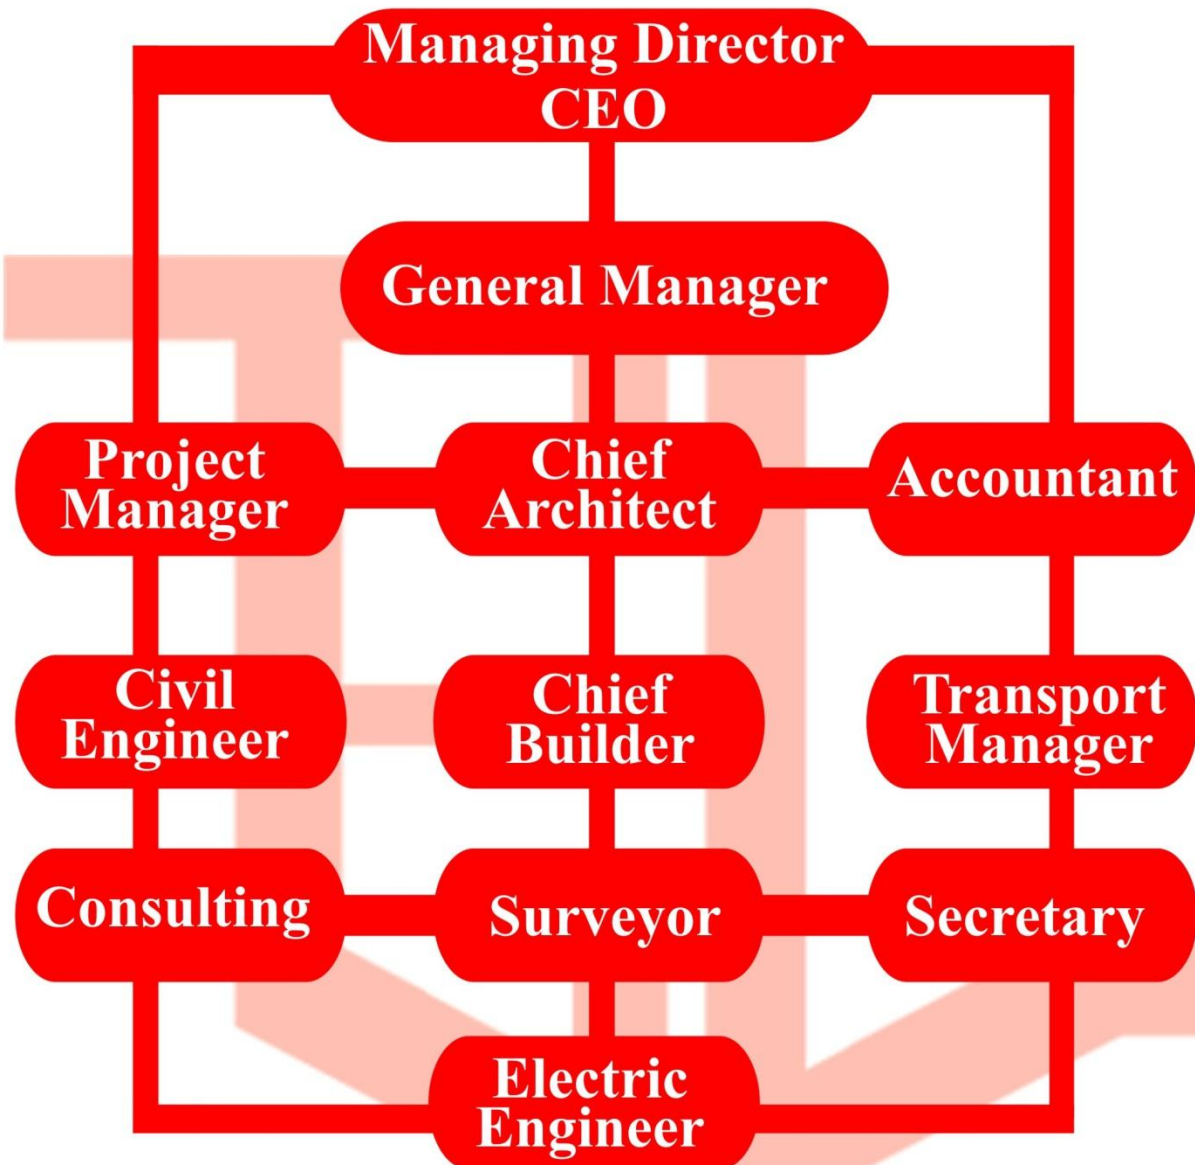 Managing Director
CEO
General Manager
Project
Manager
Chief
Architect
Accountant
Civil
Engineer
Chief
Builder
Transport
Manager
Consulting
Surveyor
Secretary
Electric
Engineer